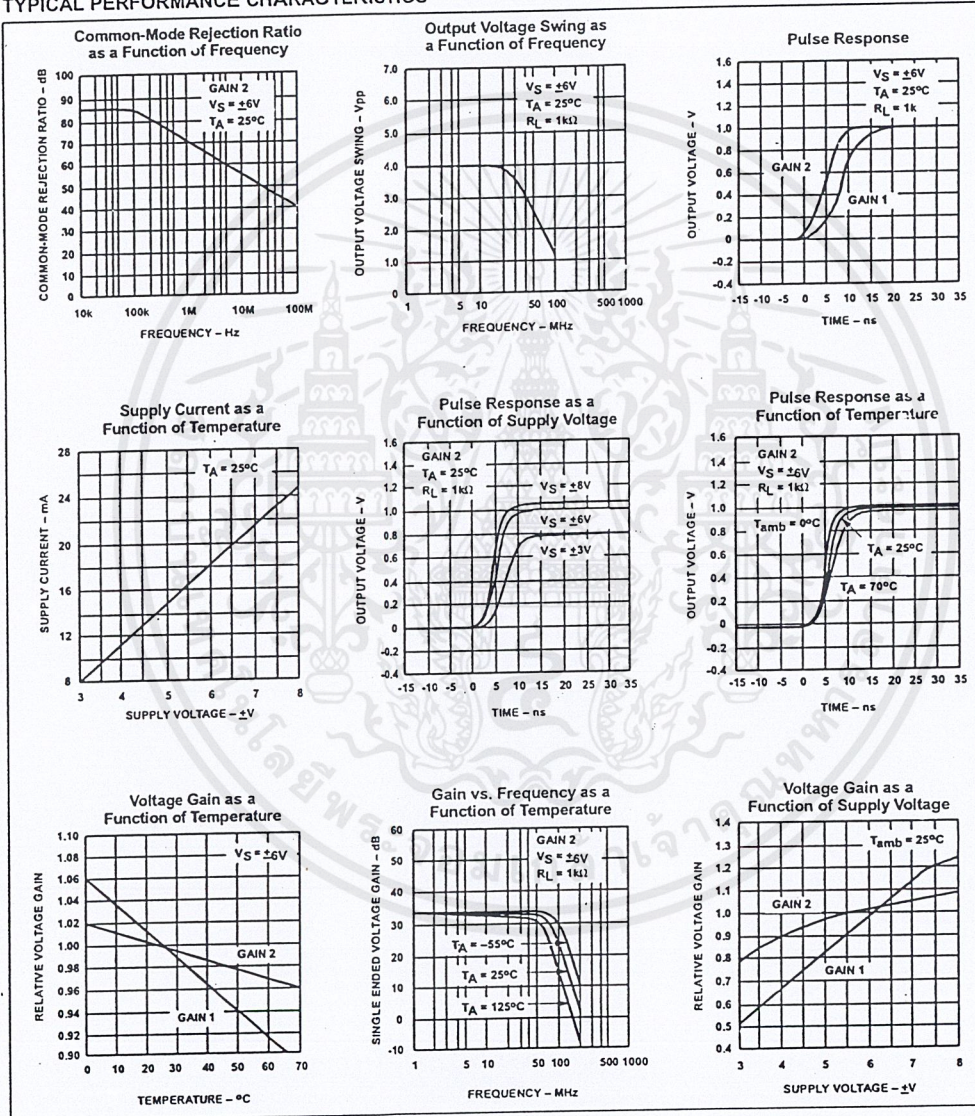 TYPICAL PERFORMANCE CHARACTERISTICS
Common-Mode Rejection Ratio
as a Function of Frequency
COMMON-MODE REJECTION RATIO – dB
100
90
80
70
60
50
40
30
20
10
0
GAIN 2
VS = ±6V
TA = 25°C
10k 100k 1M 10M 100M
FREQUENCY – Hz
Output Voltage Swing as
a Function of Frequency
OUTPUT VOLTAGE SWING – Vpp
7.0
6.0
5.0
4.0
3.0
2.0
1.0
0
VS = ±6V
TA = 25°C
RL = 1kΩ
1 5 10 50 100 500 1000
FREQUENCY – MHz
Pulse Response
OUTPUT VOLTAGE – V
1.6
1.4
1.2
1.0
0.8
0.6
0.4
0.2
0
-0.2
-0.4
VS = ±6V
TA = 25°C
RL = 1k
GAIN 2
GAIN 1
-15 -10 -5 0 5 10 15 20 25 30 35
TIME – ns
Supply Current as a
Function of Temperature
SUPPLY CURRENT – mA
28
24
20
16
12
8
TA = 25°C
3 4 5 6 7 8
SUPPLY VOLTAGE – ±V
Pulse Response as a
Function of Supply Voltage
OUTPUT VOLTAGE – V
1.6
1.4
1.2
1.0
0.8
0.6
0.4
0.2
0
-0.2
-0.4
GAIN 2
TA = 25°C
RL = 1kΩ
VS = ±8V
VS = ±6V
VS = ±3V
-15 -10 -5 0 5 10 15 20 25 30 35
TIME – ns
Pulse Response as a
Function of Temperature
OUTPUT VOLTAGE – V
1.6
1.4
1.2
1.0
0.8
0.6
0.4
0.2
0
-0.2
-0.4
GAIN 2
VS = ±6V
RL = 1kΩ
Tamb = 0°C
TA = 25°C
TA = 70°C
-15 -10 -5 0 5 10 15 20 25 30 35
TIME – ns
Voltage Gain as a
Function of Temperature
RELATIVE VOLTAGE GAIN
1.10
1.08
1.06
1.04
1.02
1.00
0.98
0.96
0.94
0.92
0.90
VS = ±6V
GAIN 2
GAIN 1
0 10 20 30 40 50 60 70
TEMPERATURE – °C
Gain vs. Frequency as a
Function of Temperature
SINGLE ENDED VOLTAGE GAIN – dB
60
50
40
30
20
10
0
-10
GAIN 2
VS = ±6V
RL = 1kΩ
TA = –55°C
TA = 25°C
TA = 125°C
1 5 10 50 100 500 1000
FREQUENCY – MHz
Voltage Gain as a
Function of Supply Voltage
RELATIVE VOLTAGE GAIN
1.4
1.3
1.2
1.1
1.0
0.9
0.8
0.7
0.6
0.5
0.4
Tamb = 25°C
GAIN 2
GAIN 1
3 4 5 6 7 8
SUPPLY VOLTAGE – ±V